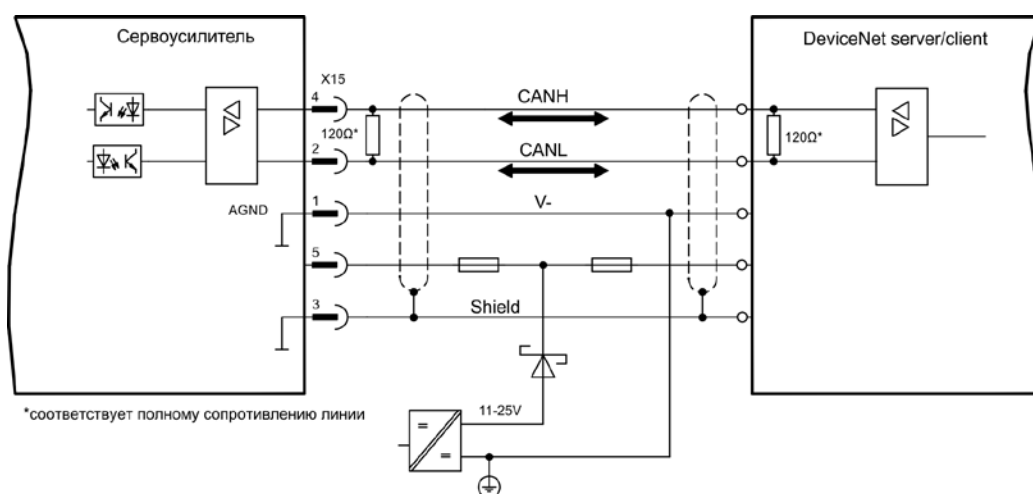 Сервоусилитель
DeviceNet server/client
X15
4
CANH
120Ω*
120Ω*
2
CANL
AGND
1
V-
5
3
Shield
*соответствует полному сопротивлению линии
11-25V